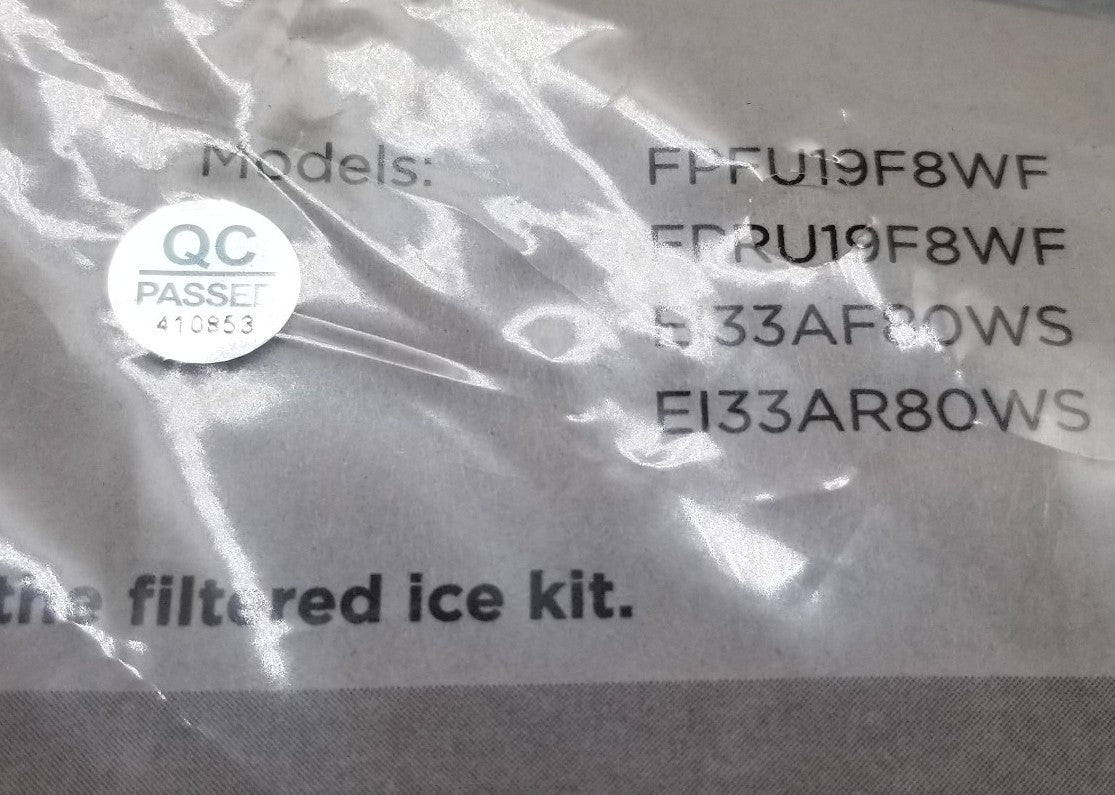 Models:
FPFU19F8WF
FPRU19F8WF
EI33AF80WS
EI33AR80WS
QC
PASSED
410853
the filtered ice kit.